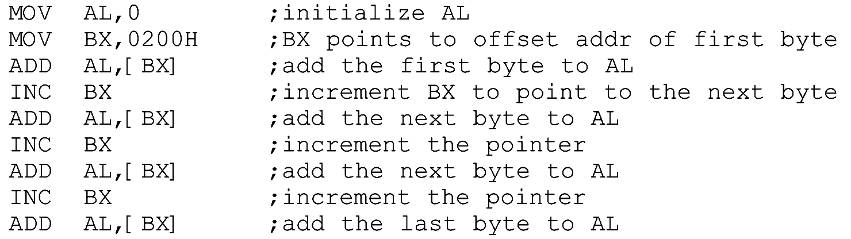 MOV AL,0 ;initialize AL
MOV BX,0200H ;BX points to offset addr of first byte
ADD AL,[ BX] ;add the first byte to AL
INC BX ;increment BX to point to the next byte
ADD AL,[ BX] ;add the next byte to AL
INC BX ;increment the pointer
ADD AL,[ BX] ;add the next byte to AL
INC BX ;increment the pointer
ADD AL,[ BX] ;add the last byte to AL